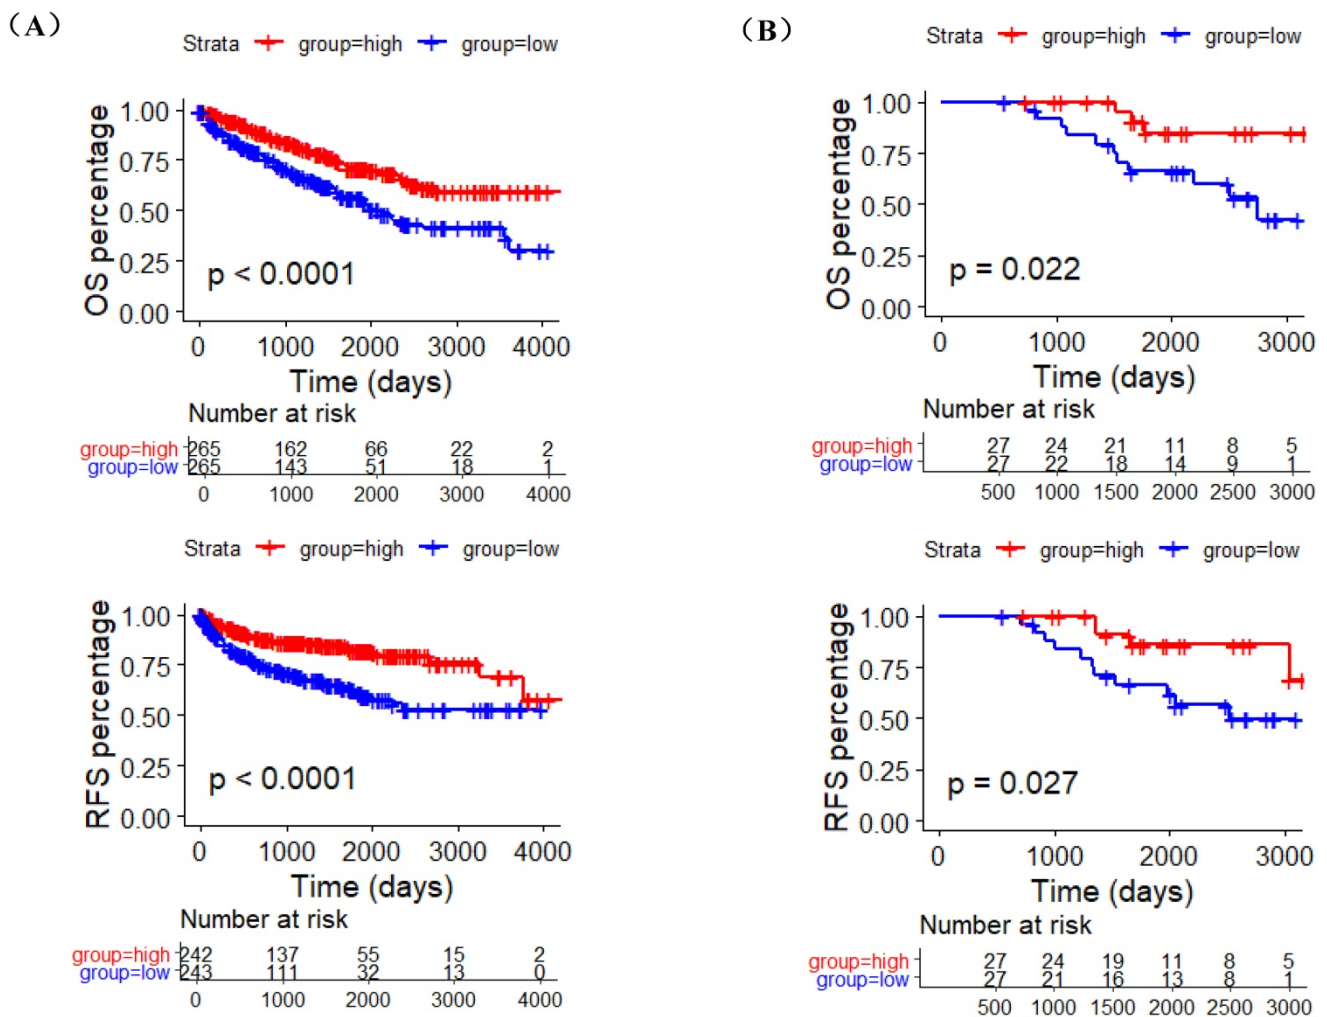 （A）
Strata group=high group=low
OS percentage
1.00
0.75
0.50
0.25
0.00
p < 0.0001
0 1000 2000 3000 4000
Time (days)
Number at risk
group=high 265 162 66 22 2
group=low 265 143 51 18 1
0 1000 2000 3000 4000
Strata group=high group=low
RFS percentage
1.00
0.75
0.50
0.25
0.00
p < 0.0001
0 1000 2000 3000 4000
Time (days)
Number at risk
group=high 242 137 55 15 2
group=low 243 111 32 13 0
0 1000 2000 3000 4000
（B）
Strata group=high group=low
OS percentage
1.00
0.75
0.50
0.25
0.00
p = 0.022
0 1000 2000 3000
Time (days)
Number at risk
group=high 27 24 21 11 8 5
group=low 27 22 18 14 9 1
500 1000 1500 2000 2500 3000
Strata group=high group=low
RFS percentage
1.00
0.75
0.50
0.25
0.00
p = 0.027
0 1000 2000 3000
Time (days)
Number at risk
group=high 27 24 19 11 8 5
group=low 27 21 16 13 8 1
500 1000 1500 2000 2500 3000